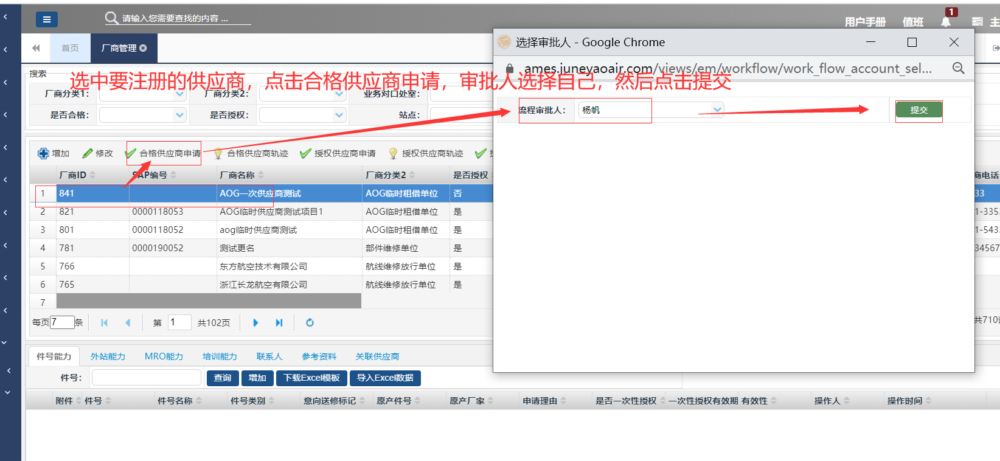 请输入您需要查找的内容 ...
用户手册 值班 1 主
首页 厂商管理
选择审批人 - Google Chrome
ames.juneyaoair.com/views/em/workflow/work_flow_account_sel...
搜索
选中要注册的供应商，点击合格供应商申请，审批人选择自己，然后点击提交
厂商分类1: 厂商分类2: 业务对口处室:
是否合格: 是否授权: 站点:
流程审批人: 杨帆 提交
增加 修改 合格供应商申请 合格供应商轨迹 授权供应商申请 授权供应商轨迹
厂商ID SAP编号 厂商名称 厂商分类2 是否授权 商电话
1 841 AOG一次供应商测试 AOG临时租借单位 否 33
2 821 0000118053 AOG临时供应商测试项目1 AOG临时租借单位 是 1-335
3 801 0000118052 aog临时供应商测试 AOG临时租借单位 是 1-543
4 781 0000190052 测试更名 部件维修单位 是 34567
5 766 东方航空技术有限公司 航线维修放行单位 是
6 765 浙江长龙航空有限公司 航线维修放行单位 是
7
每页 7 条 第 1 共102页 共710
件号能力 外站能力 MRO能力 培训能力 联系人 参考资料 关联供应商
件号: 查询 增加 下载Excel模板 导入Excel数据
附件 件号 件号名称 件号类别 意向送修标记 原产件号 原产厂家 申请理由 是否一次性授权 一次性授权有效期 有效性 操作人 操作时间